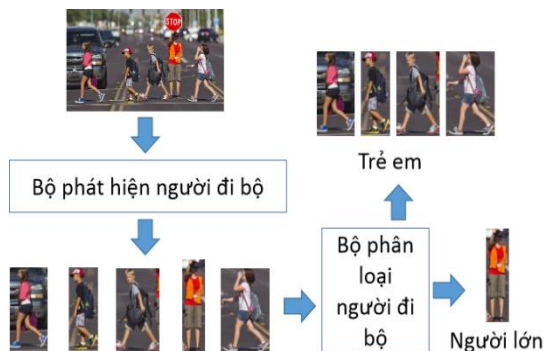 STOP
Trẻ em
Bộ phát hiện người đi bộ
Bộ phân
loại
người đi
bộ
Người lớn